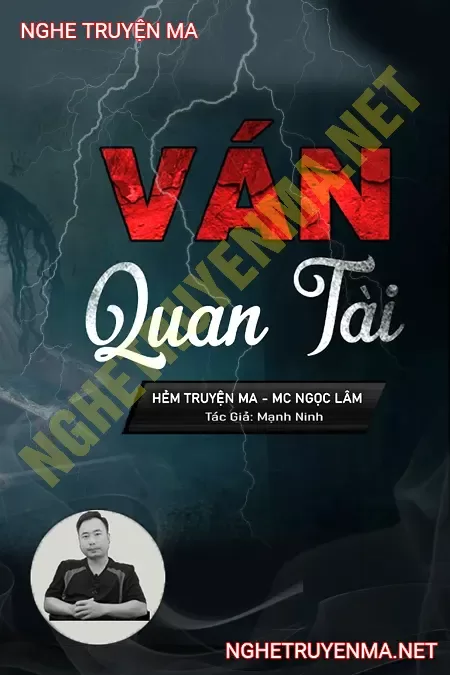 NGHE TRUYỆN MA
VÁN
Quan Tài
HẺM TRUYỆN MA - MC NGỌC LÂM
Tác Giả: Mạnh Ninh
NGHETRUYENMA.NET
NGHETRUYENMA.NET